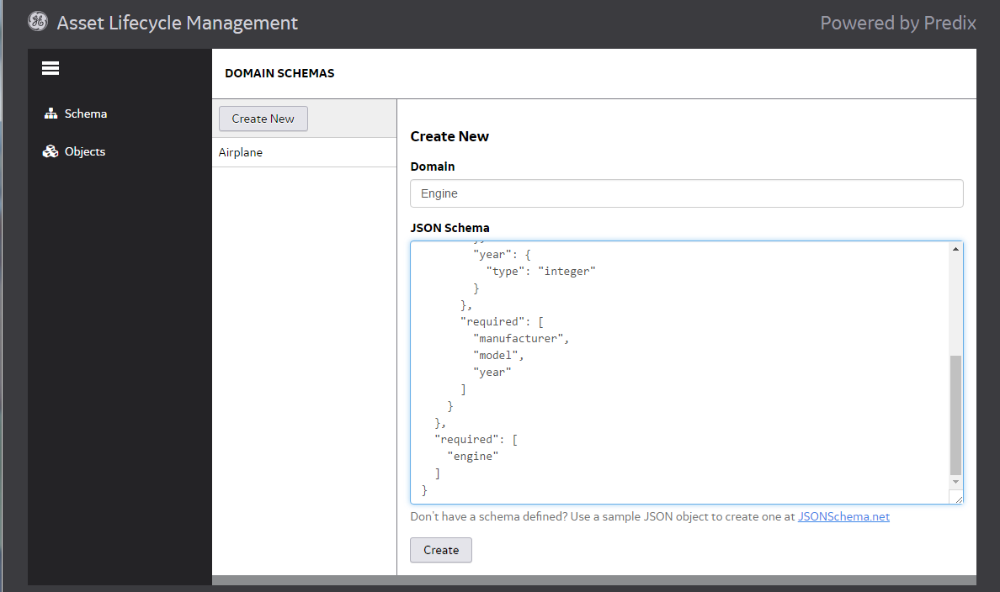 Asset Lifecycle Management
Powered by Predix
DOMAIN SCHEMAS
Schema
Objects
Create New
Airplane
Create New
Domain
Engine
JSON Schema
"year": {
"type": "integer"
}
},
"required": [
"manufacturer",
"model",
"year"
]
}
},
"required": [
"engine"
]
}
Don't have a schema defined? Use a sample JSON object to create one at JSONSchema.net
Create